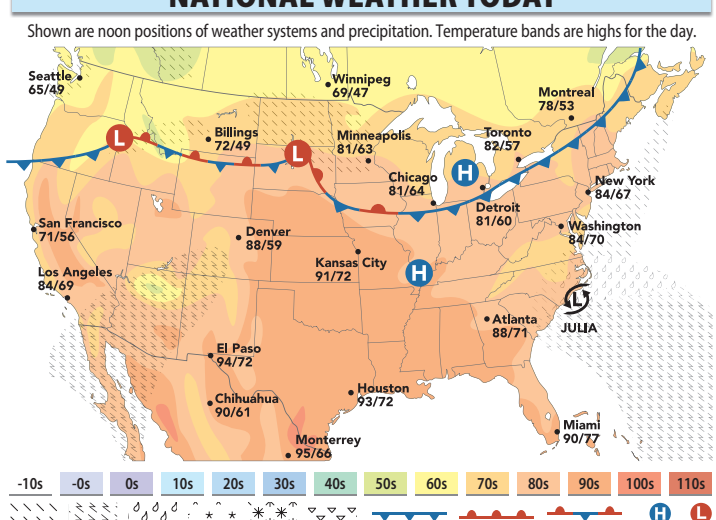 NATIONAL WEATHER TODAY
Shown are noon positions of weather systems and precipitation. Temperature bands are highs for the day.
Seattle
65/49
Winnipeg
69/47
Montreal
78/53
L
Billings
72/49
L
Minneapolis
81/63
Toronto
82/57
Chicago
81/64
H
Detroit
81/60
New York
84/67
San Francisco
71/56
Denver
88/59
Kansas City
91/72
Washington
84/70
Los Angeles
84/69
H
L
JULIA
Atlanta
88/71
El Paso
94/72
Chihuahua
90/61
Houston
93/72
Monterrey
95/66
Miami
90/77
-10s -0s 0s 10s 20s 30s 40s 50s 60s 70s 80s 90s 100s 110s
H L